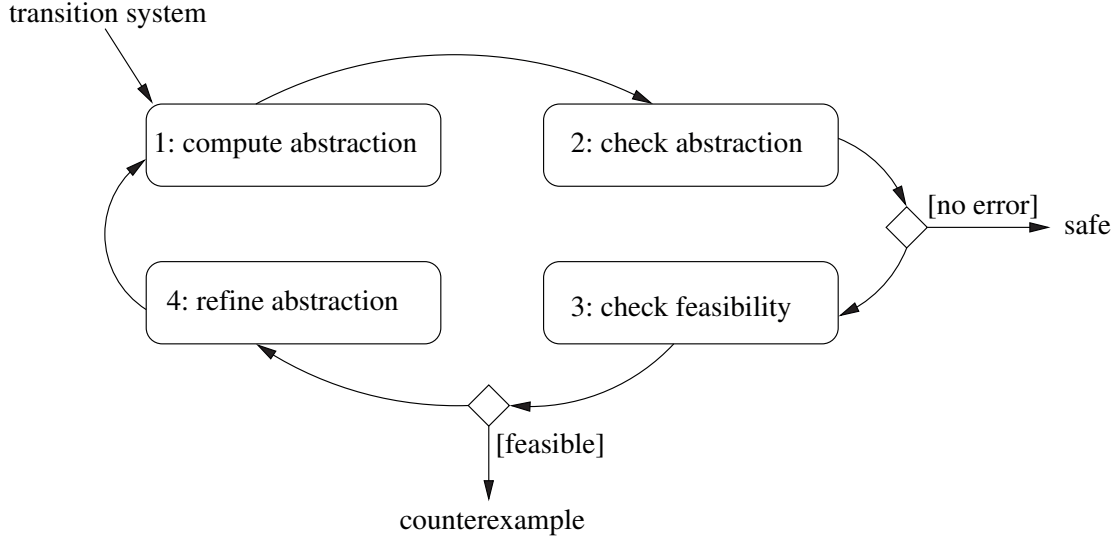 transition system
1: compute abstraction
2: check abstraction
[no error]
safe
4: refine abstraction
3: check feasibility
[feasible]
counterexample